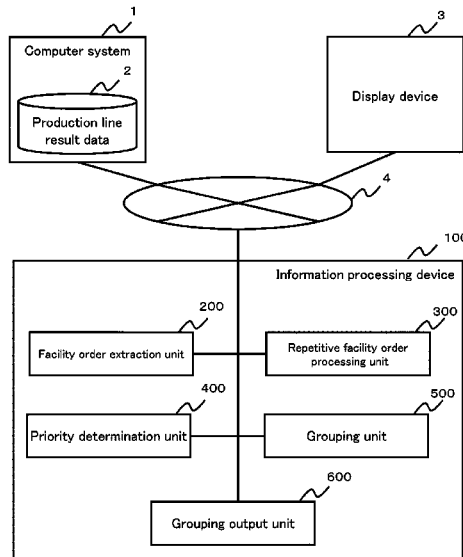 1
Computer system
2
Production line
result data
3
Display device
4
100
Information processing device
200
Facility order extraction unit
300
Repetitive facility order
processing unit
400
Priority determination unit
500
Grouping unit
600
Grouping output unit